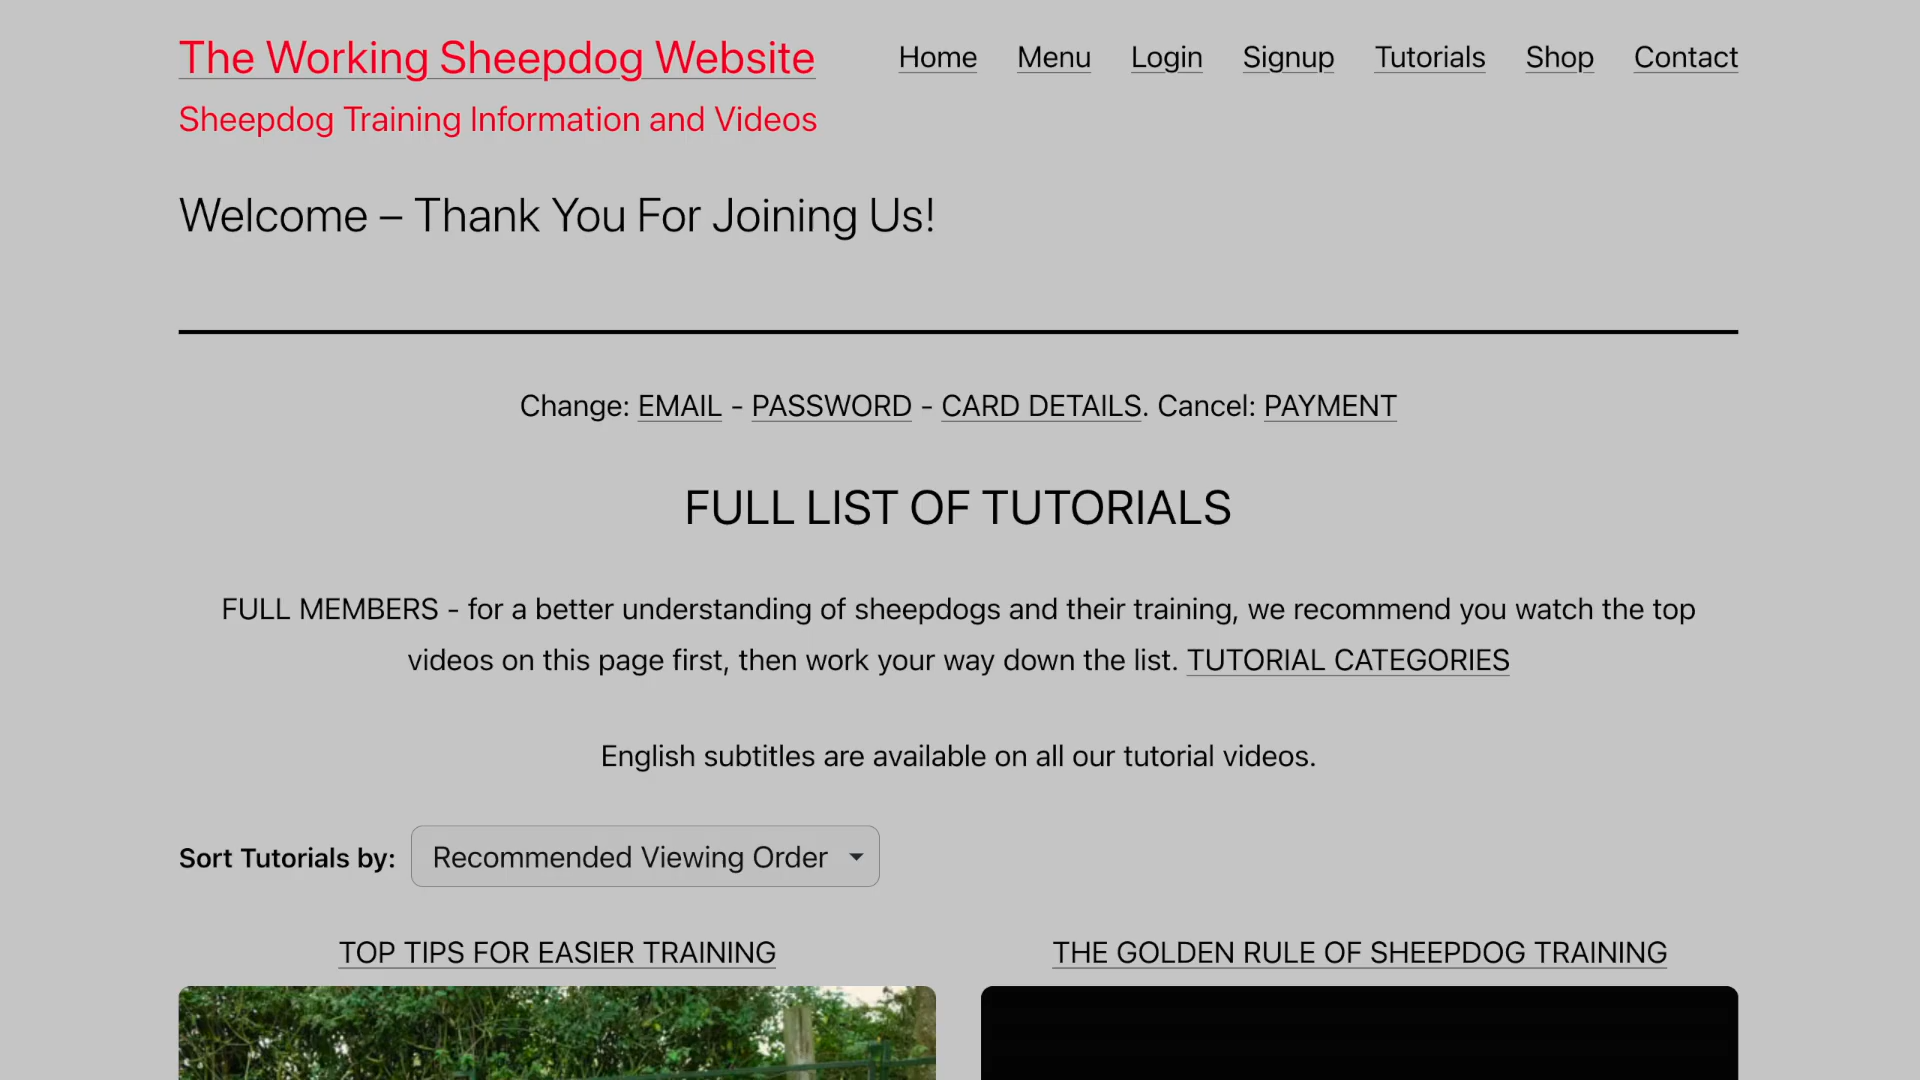 The Working Sheepdog Website
Home Menu Login Signup Tutorials Shop Contact
Sheepdog Training Information and Videos
Welcome – Thank You For Joining Us!
Change: EMAIL - PASSWORD - CARD DETAILS. Cancel: PAYMENT
FULL LIST OF TUTORIALS
FULL MEMBERS - for a better understanding of sheepdogs and their training, we recommend you watch the top
videos on this page first, then work your way down the list. TUTORIAL CATEGORIES
English subtitles are available on all our tutorial videos.
Sort Tutorials by: Recommended Viewing Order
TOP TIPS FOR EASIER TRAINING
THE GOLDEN RULE OF SHEEPDOG TRAINING